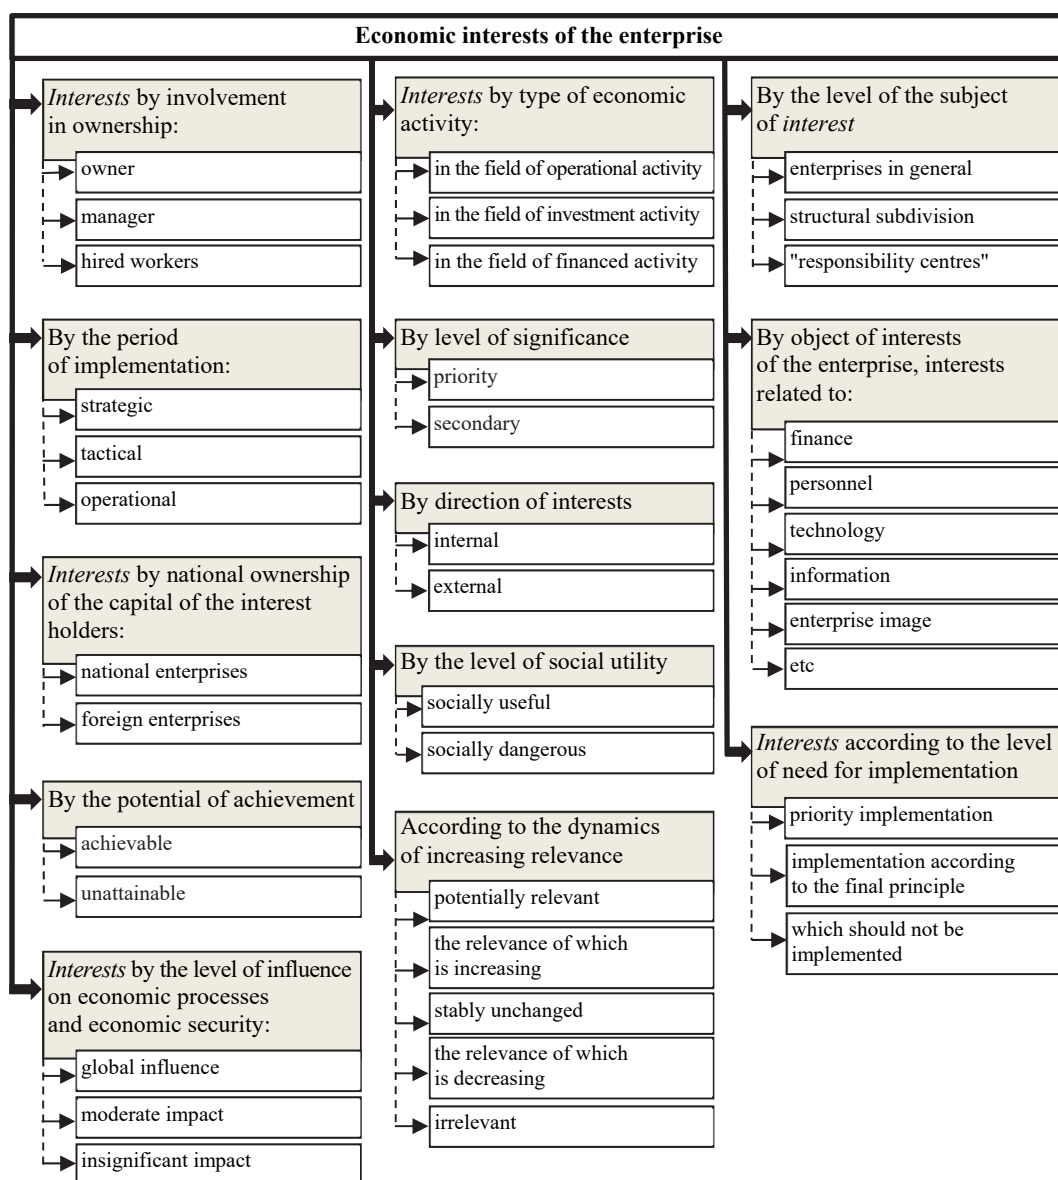 Economic interests of the enterprise
Interests by involvement
in ownership:
owner
manager
hired workers
By the period
of implementation:
strategic
tactical
operational
Interests by national ownership
of the capital of the interest
holders:
national enterprises
foreign enterprises
By the potential of achievement
achievable
unattainable
Interests by the level of influence
on economic processes
and economic security:
global influence
moderate impact
insignificant impact
Interests by type of economic
activity:
in the field of operational activity
in the field of investment activity
in the field of financed activity
By level of significance
priority
secondary
By direction of interests
internal
external
By the level of social utility
socially useful
socially dangerous
According to the dynamics
of increasing relevance
potentially relevant
the relevance of which
is increasing
stably unchanged
the relevance of which
is decreasing
irrelevant
By the level of the subject
of interest
enterprises in general
structural subdivision
"responsibility centres"
By object of interests
of the enterprise, interests
related to:
finance
personnel
technology
information
enterprise image
etc
Interests according to the level
of need for implementation
priority implementation
implementation according
to the final principle
which should not be
implemented